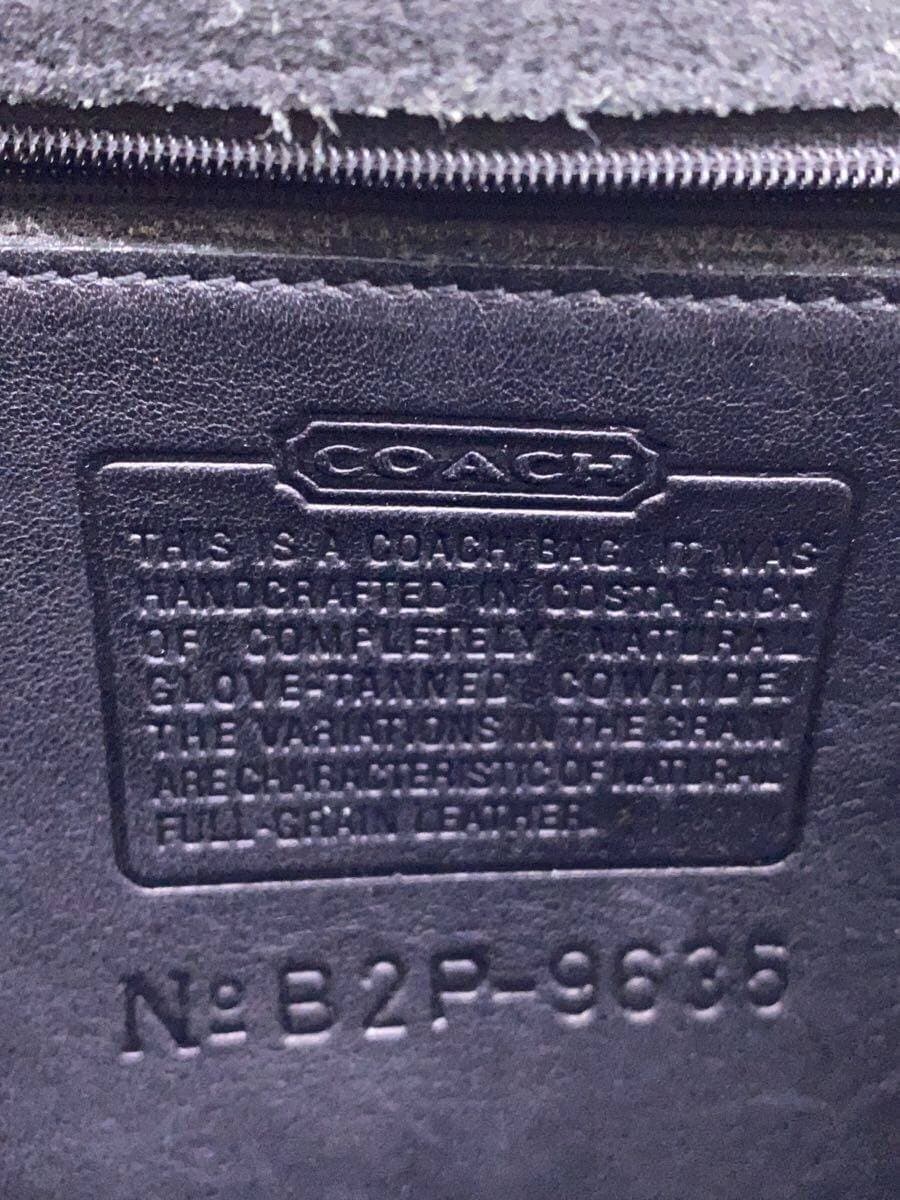 COACH
THIS IS A COACH BAG. IT WAS
HANDCRAFTED IN COSTA RICA
OF COMPLETELY NATURAL
GLOVE-TANNED COWHIDE.
THE VARIATIONS IN THE GRAIN
ARE CHARACTERISTIC OF NATURAL
FULL-GRAIN LEATHER.
No B2P-9635